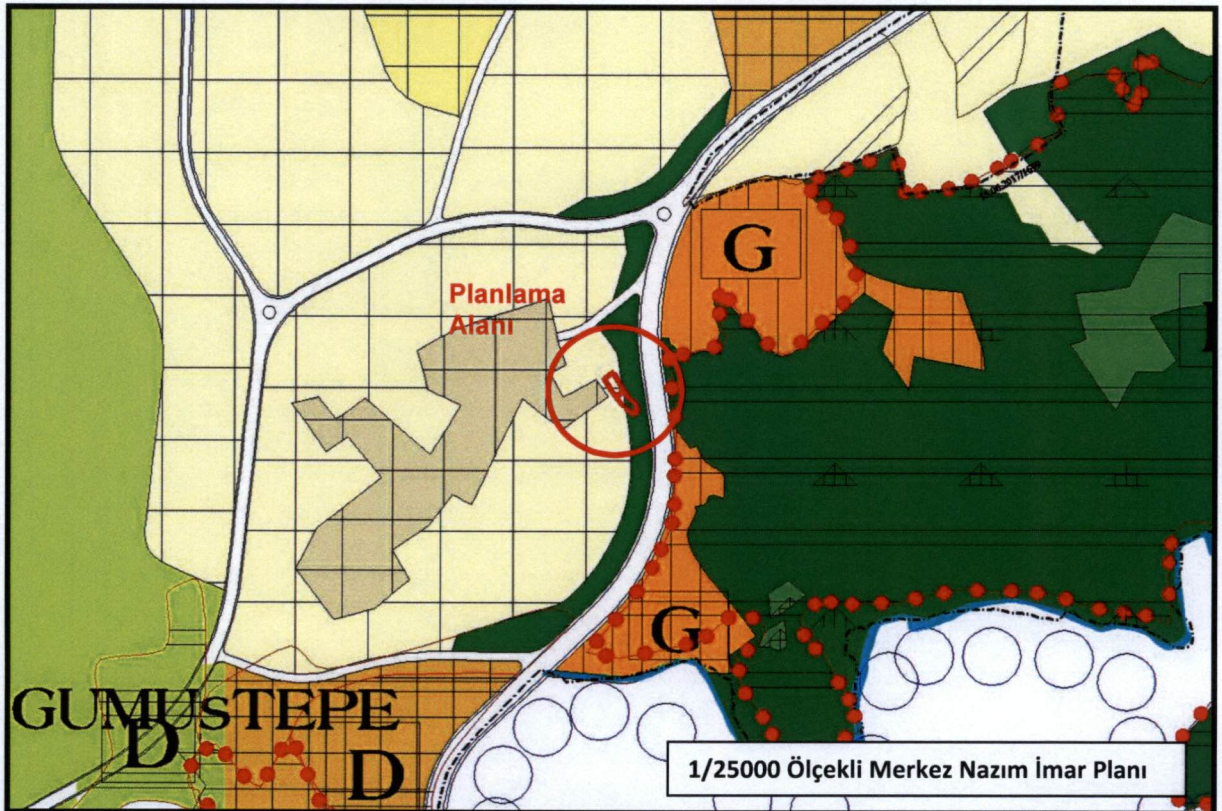 G
Planlama
Alanı
G
GUMUsTEPE
D
D
1/25000 Ölçekli Merkez Nazım İmar Planı